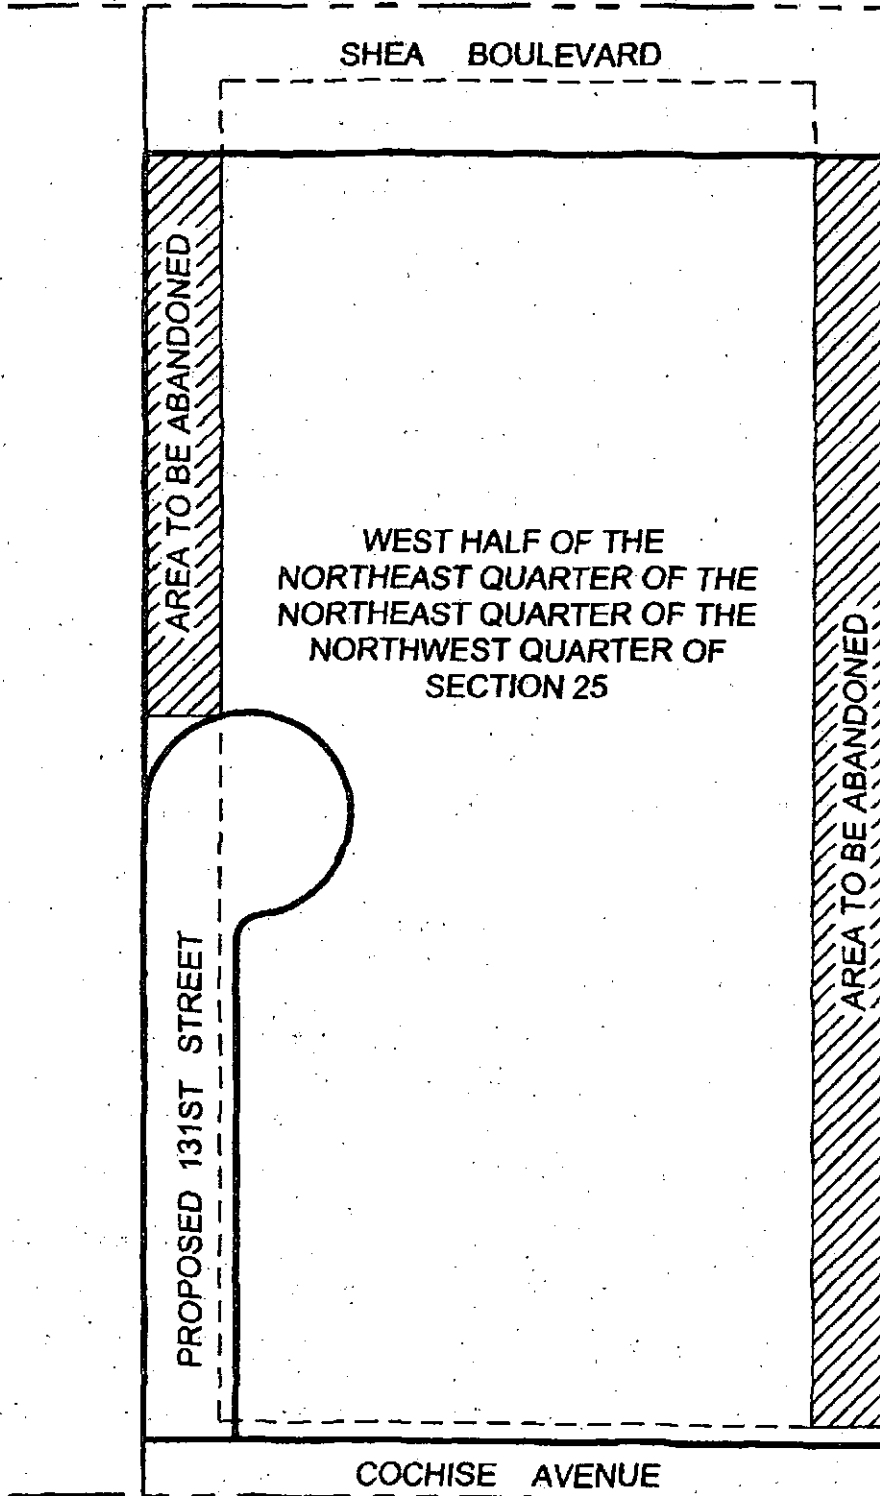 SHEA BOULEVARD
AREA TO BE ABANDONED
WEST HALF OF THE
NORTHEAST QUARTER OF THE
NORTHEAST QUARTER OF THE
NORTHWEST QUARTER OF
SECTION 25
AREA TO BE ABANDONED
PROPOSED 131ST STREET
COCHISE AVENUE